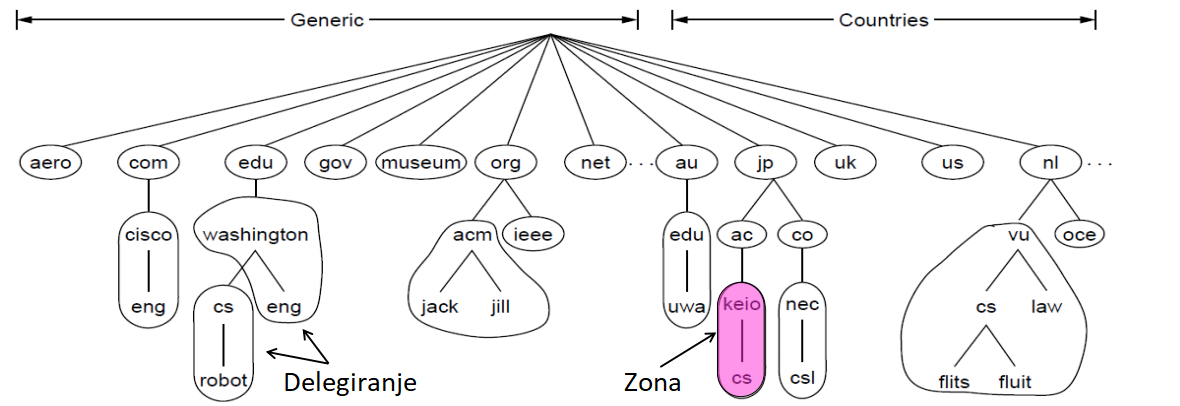 Generic Countries
aero com edu gov museum org net ... au jp uk us nl ...
cisco washington acm ieee edu ac co vu oce
eng cs eng jack jill uwa keio nec cs law
robot Delegiranje Zona cs csl flits fluit